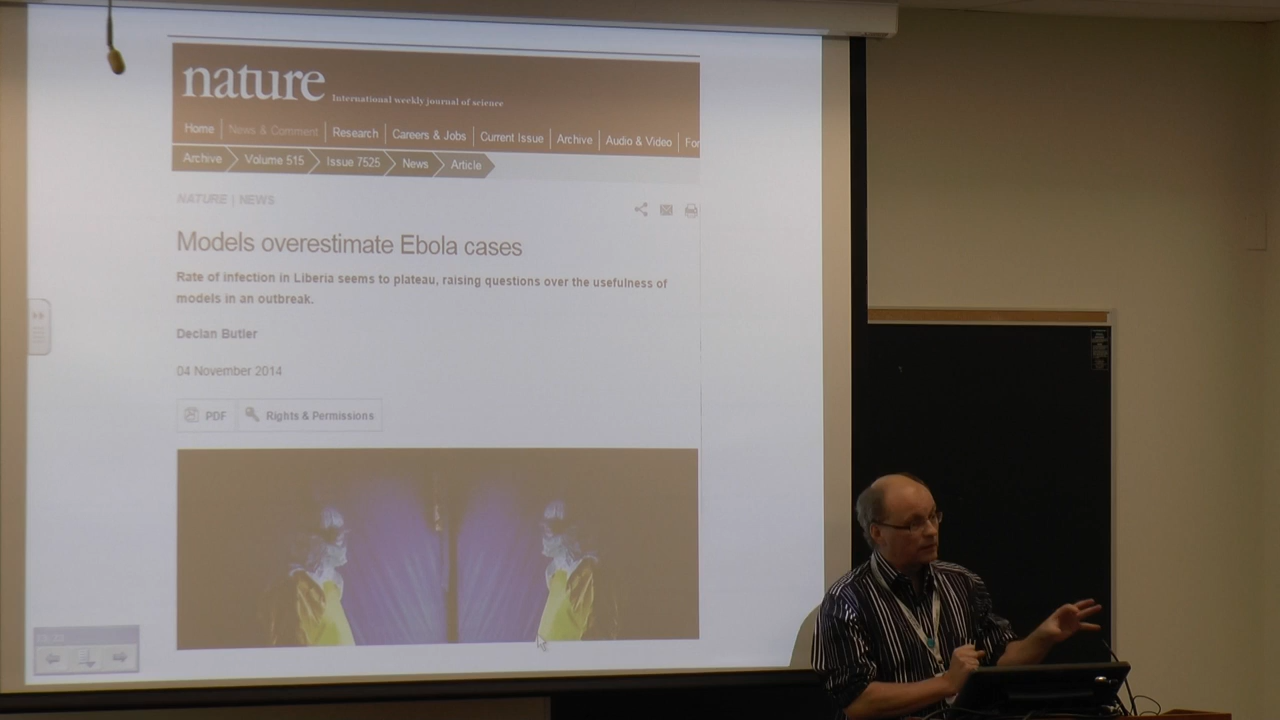 nature International weekly journal of science
Home News & Comment Research Careers & Jobs Current Issue Archive Audio & Video For
Archive Volume 515 Issue 7525 News Article
NATURE | NEWS
Models overestimate Ebola cases
Rate of infection in Liberia seems to plateau, raising questions over the usefulness of
models in an outbreak.
Declan Butler
04 November 2014
PDF Rights & Permissions